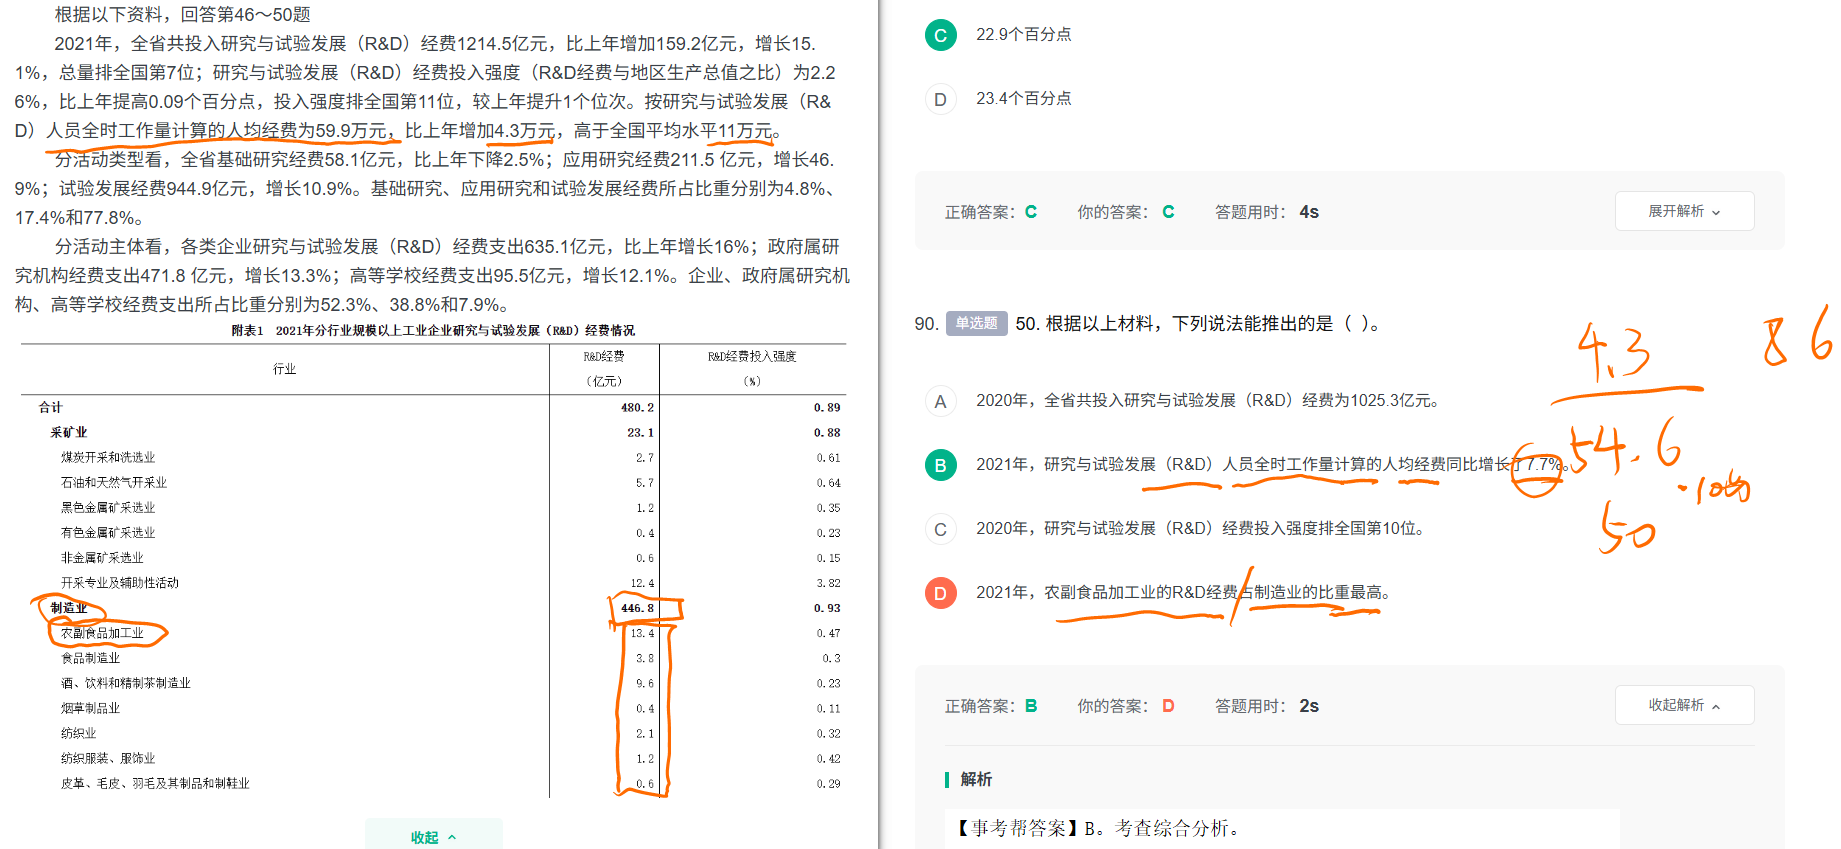 根据以下资料，回答第46～50题
2021年，全省共投入研究与试验发展（R&D）经费1214.5亿元，比上年增加159.2亿元，增长15.
1%，总量排全国第7位；研究与试验发展（R&D）经费投入强度（R&D经费与地区生产总值之比）为2.2
6%，比上年提高0.09个百分点，投入强度排全国第11位，较上年提升1个位次。按研究与试验发展（R&
D）人员全时工作量计算的人均经费为59.9万元，比上年增加4.3万元，高于全国平均水平11万元。
分活动类型看，全省基础研究经费58.1亿元，比上年下降2.5%；应用研究经费211.5 亿元，增长46.
9%；试验发展经费944.9亿元，增长10.9%。基础研究、应用研究和试验发展经费所占比重分别为4.8%、
17.4%和77.8%。
分活动主体看，各类企业研究与试验发展（R&D）经费支出635.1亿元，比上年增长16%；政府属研
究机构经费支出471.8 亿元，增长13.3%；高等学校经费支出95.5亿元，增长12.1%。企业、政府属研究机
构、高等学校经费支出所占比重分别为52.3%、38.8%和7.9%。
附表1 2021年分行业规模以上工业企业研究与试验发展（R&D）经费情况
行业 R&D经费（亿元） R&D经费投入强度（%）
合计 480.2 0.89
采矿业 23.1 0.88
煤炭开采和洗选业 2.7 0.61
石油和天然气开采业 5.7 0.64
黑色金属矿采选业 1.2 0.35
有色金属矿采选业 0.4 0.23
非金属矿采选业 0.6 0.15
开采专业及辅助性活动 12.4 3.82
制造业 446.8 0.93
农副食品加工业 13.4 0.47
食品制造业 3.8 0.3
酒、饮料和精制茶制造业 9.6 0.23
烟草制品业 0.4 0.11
纺织业 2.1 0.32
纺织服装、服饰业 1.2 0.42
皮革、毛皮、羽毛及其制品和制鞋业 0.6 0.29
收起
C 22.9个百分点
D 23.4个百分点
正确答案：C 你的答案：C 答题用时：4s 展开解析
90. 单选题 50. 根据以上材料，下列说法能推出的是（ ）。
A 2020年，全省共投入研究与试验发展（R&D）经费为1025.3亿元。
B 2021年，研究与试验发展（R&D）人员全时工作量计算的人均经费同比增长了7.7%。
C 2020年，研究与试验发展（R&D）经费投入强度排全国第10位。
D 2021年，农副食品加工业的R&D经费占制造业的比重最高。
4.3
86
54.6
50
正确答案：B 你的答案：D 答题用时：2s 收起解析
解析
【事考帮答案】B。考查综合分析。